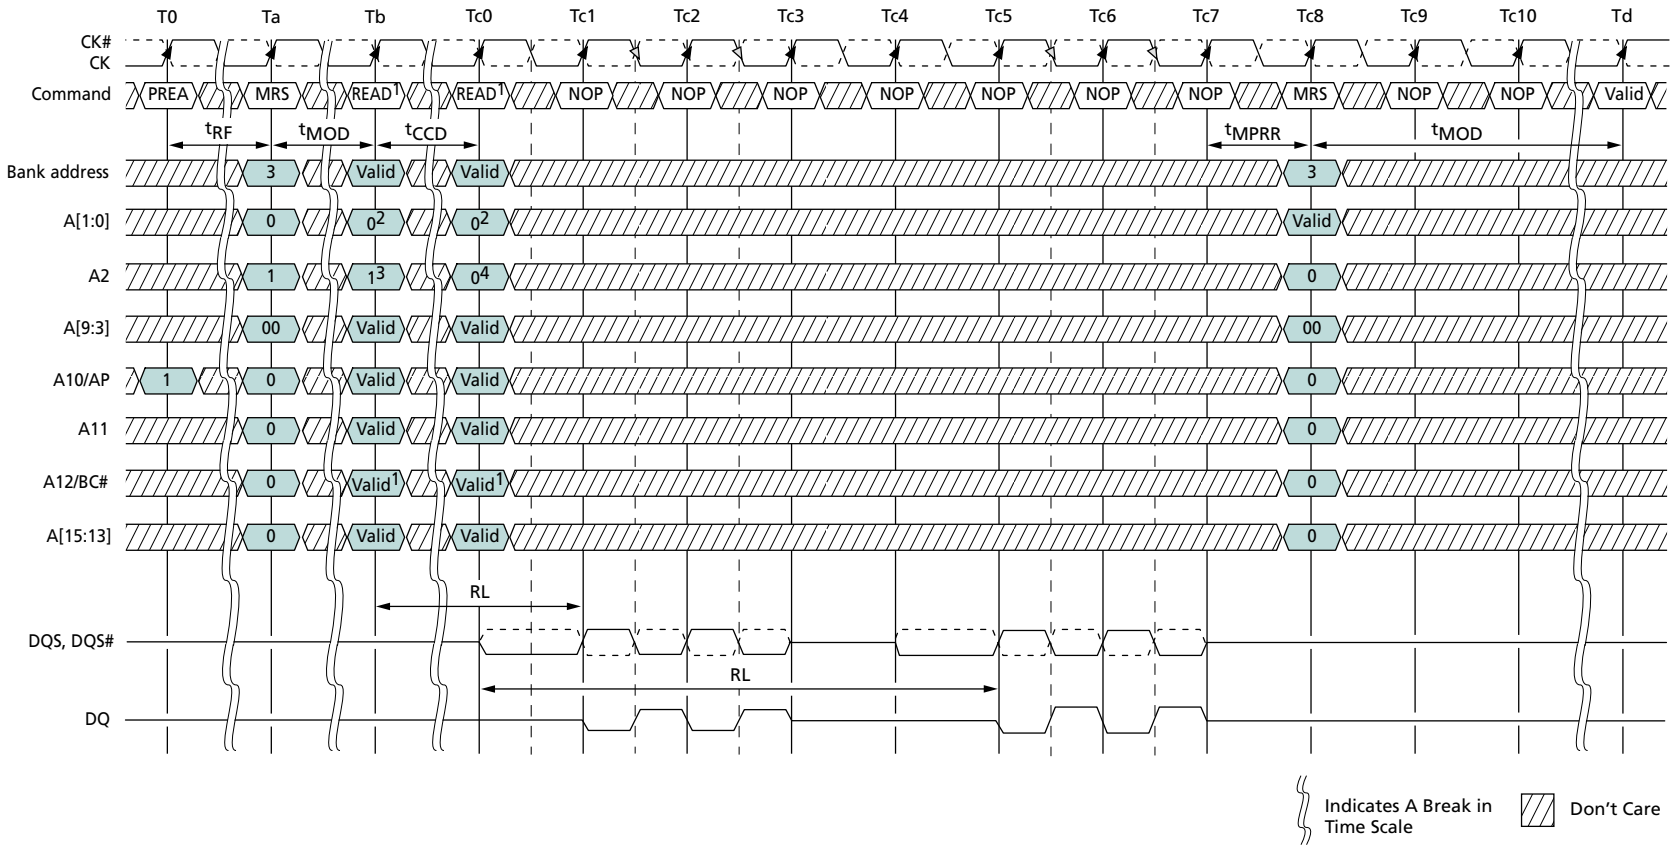 T0 Ta Tb Tc0 Tc1 Tc2 Tc3 Tc4 Tc5 Tc6 Tc7 Tc8 Tc9 Tc10 Td
CK#
CK
Command PREA MRS READ1 READ1 NOP NOP NOP NOP NOP NOP NOP MRS NOP NOP Valid
tRF tMOD tCCD tMPRR tMOD
Bank address 3 Valid Valid 3
A[1:0] 0 02 02 Valid
A2 1 13 04 0
A[9:3] 00 Valid Valid 00
A10/AP 1 0 Valid Valid 0
A11 0 Valid Valid 0
A12/BC# 0 Valid1 Valid1 0
A[15:13] 0 Valid Valid 0
RL
DQS, DQS#
RL
DQ
Indicates A Break in
Time Scale
Don't Care